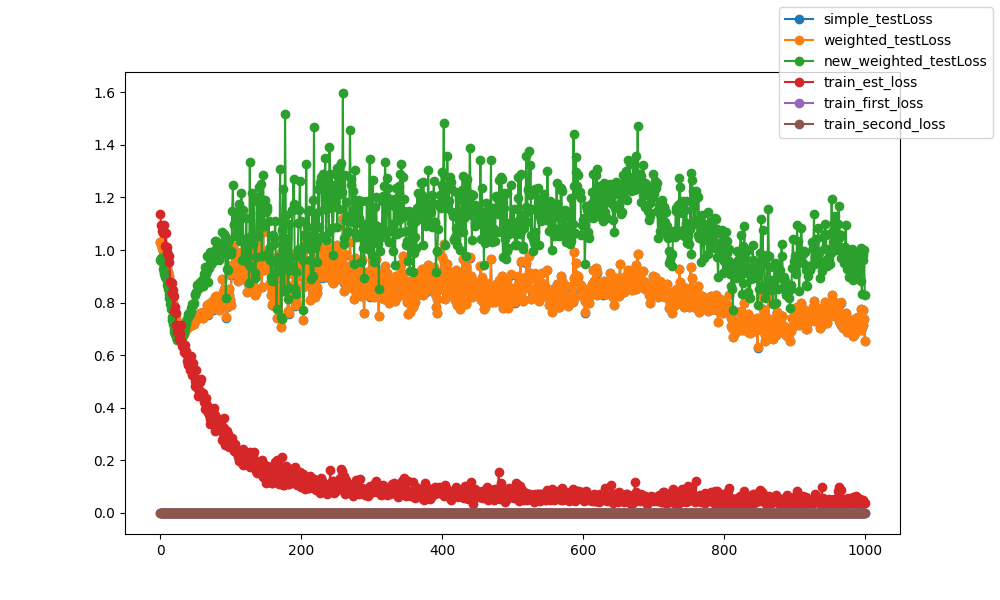 simple_testLoss
weighted_testLoss
new_weighted_testLoss
train_est_loss
train_first_loss
train_second_loss
1.6
1.4
1.2
1.0
0.8
0.6
0.4
0.2
0.0
0 200 400 600 800 1000